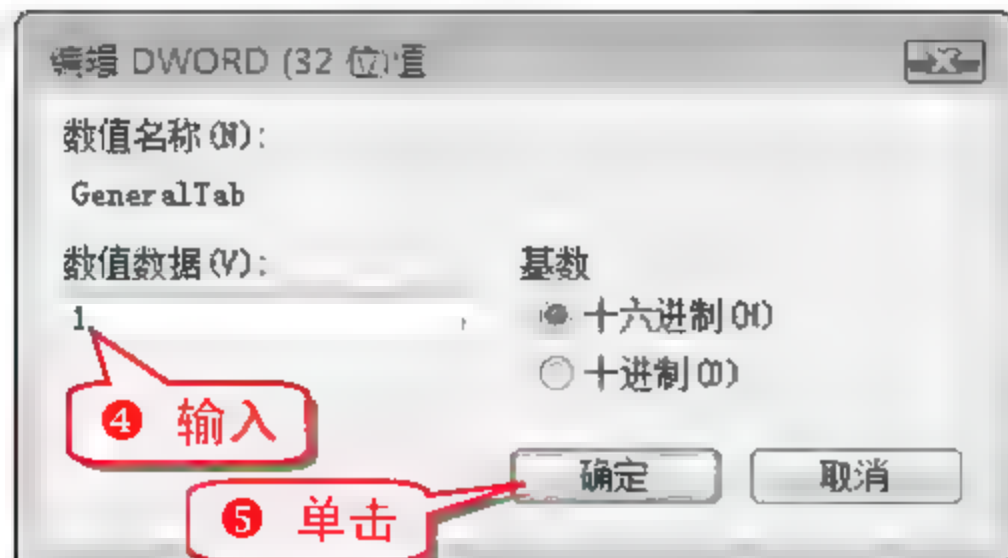 编辑 DWORD (32 位)值
数值名称(N):
GeneralTab
数值数据(V):
基数
1
十六进制(H)
十进制(D)
④ 输入
确定
取消
⑤ 单击